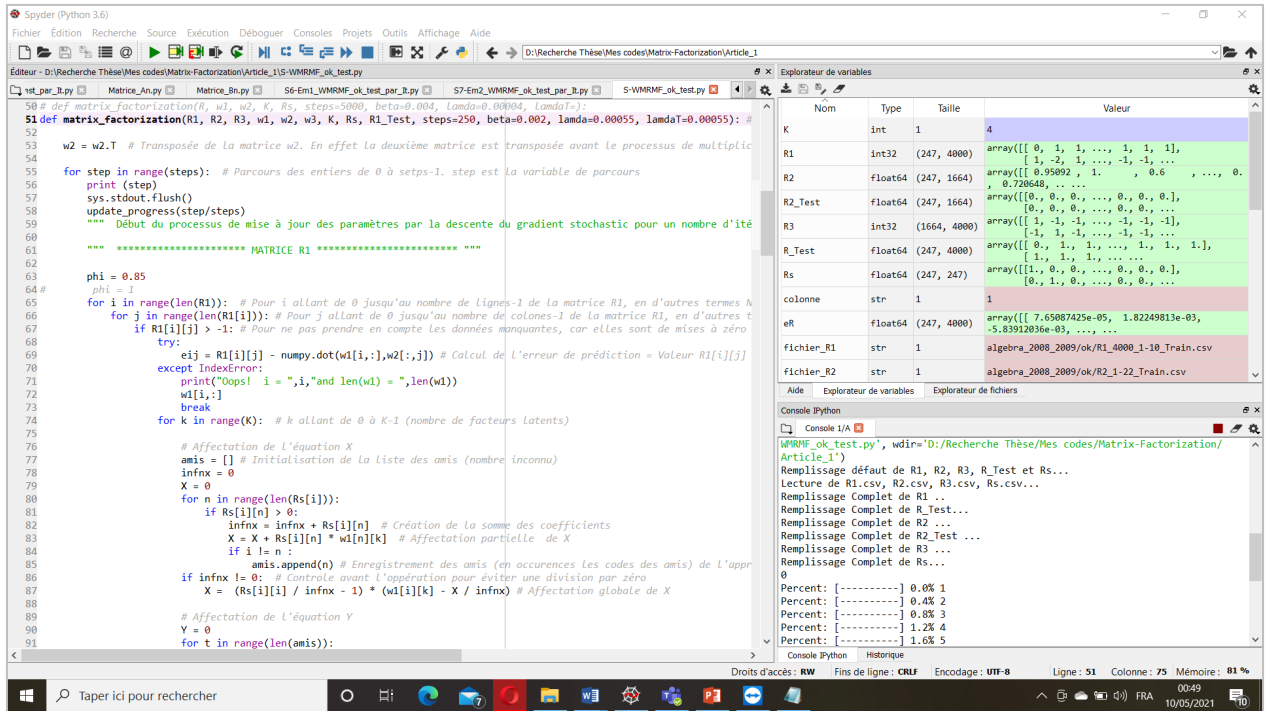 Spyder (Python 3.6)
Fichier Édition Recherche Source Exécution Déboguer Consoles Projets Outils Affichage Aide
D:\Recherche Thèse\Mes codes\Matrix-Factorization\Article_1
Éditeur - D:\Recherche Thèse\Mes codes\Matrix-Factorization\Article_1\S-WMRMF_ok_test.py
est_par_It.py Matrice_An.py Matrice_Bn.py S6-Em1_WMRMF_ok_test_par_It.py S7-Em2_WMRMF_ok_test_par_It.py S-WMRMF_ok_test.py
50 # def matrix_factorization(R, w1, w2, K, Rs, steps=5000, beta=0.004, lamda=0.00004, lamdaT=):
51 def matrix_factorization(R1, R2, R3, w1, w2, w3, K, Rs, R1_Test, steps=250, beta=0.002, lamda=0.00055, lamdaT=0.00055): #
52
53 w2 = w2.T # Transposée de la matrice w2. En effet la deuxième matrice est transposée avant le processus de multiplic
54
55 for step in range(steps): # Parcours des entiers de 0 à setps-1. step est la variable de parcours
56 print (step)
57 sys.stdout.flush()
58 update_progress(step/steps)
59 """ Début du processus de mise à jour des paramètres par la descente du gradient stochastic pour un nombre d'ité
60
61 """ ********************** MATRICE R1 ************************ """
62
63 phi = 0.85
64 # phi = 1
65 for i in range(len(R1)): # Pour i allant de 0 jusqu'au nombre de lignes-1 de la matrice R1, en d'autres termes N
66 for j in range(len(R1[i])): # Pour j allant de 0 jusqu'au nombre de colones-1 de la matrice R1, en d'autres t
67 if R1[i][j] > -1: # Pour ne pas prendre en compte les données manquantes, car elles sont de mises à zéro
68 try:
69 eij = R1[i][j] - numpy.dot(w1[i,:],w2[:,j]) # Calcul de l'erreur de prédiction = Valeur R1[i][j]
70 except IndexError:
71 print("Oops! i = ",i,"and len(w1) = ",len(w1))
72 w1[i,:]
73 break
74 for k in range(K): # k allant de 0 à K-1 (nombre de facteurs latents)
75
76 # Affectation de l'équation X
77 amis = [] # Initialisation de la liste des amis (nombre inconnu)
78 infnx = 0
79 X = 0
80 for n in range(len(Rs[i])):
81 if Rs[i][n] > 0:
82 infnx = infnx + Rs[i][n] # Création de la somme des coefficients
83 X = X + Rs[i][n] * w1[n][k] # Affectation partielle de X
84 if i != n :
85 amis.append(n) # Enregistrement des amis (en occurences les codes des amis) de l'appr
86 if infnx != 0: # Controle avant l'oppération pour éviter une division par zéro
87 X = (Rs[i][i] / infnx - 1) * (w1[i][k] - X / infnx) # Affectation globale de X
88
89 # Affectation de l'équation Y
90 Y = 0
91 for t in range(len(amis)):
Explorateur de variables
Nom Type Taille Valeur
K int 1 4
R1 int32 (247, 4000) array([[ 0, 1, 1, ..., 1, 1, 1],
[ 1, -2, 1, ..., -1, -1, ...
R2 float64 (247, 1664) array([[ 0.95092 , 1. , 0.6 , ..., 0.
, 0.720648, .. ...
R2_Test float64 (247, 1664) array([[0., 0., 0., ..., 0., 0., 0.],
[0., 0., 0., ..., 0., 0., ...
R3 int32 (1664, 4000) array([[ 1, -1, -1, ..., -1, -1, -1],
[-1, 1, -1, ..., -1, -1, ...
R_Test float64 (247, 4000) array([[ 0., 1., 1., ..., 1., 1., 1.],
[ 1., 1., 1., ... ...
Rs float64 (247, 247) array([[1., 0., 0., ..., 0., 0., 0.],
[0., 1., 0., ..., 0., 0., ...
colonne str 1 1
eR float64 (247, 4000) array([[ 7.65087425e-05, 1.82249813e-03,
-5.83912036e-03, ..., ...
fichier_R1 str 1 algebra_2008_2009/ok/R1_4000_1-10_Train.csv
fichier_R2 str 1 algebra_2008_2009/ok/R2_1-22_Train.csv
Aide Explorateur de variables Explorateur de fichiers
Console IPython
Console 1/A
WMRMF_ok_test.py', wdir='D:/Recherche Thèse/Mes codes/Matrix-Factorization/
Article_1')
Remplissage défaut de R1, R2, R3, R_Test et Rs...
Lecture de R1.csv, R2.csv, R3.csv, Rs.csv...
Remplissage Complet de R1 ..
Remplissage Complet de R_Test...
Remplissage Complet de R2 ...
Remplissage Complet de R2_Test ...
Remplissage Complet de R3 ...
Remplissage Complet de Rs...
0
Percent: [----------] 0.0% 1
Percent: [----------] 0.4% 2
Percent: [----------] 0.8% 3
Percent: [----------] 1.2% 4
Percent: [----------] 1.6% 5
Console IPython Historique
Droits d'accès : RW Fins de ligne : CRLF Encodage : UTF-8 Ligne : 51 Colonne : 75 Mémoire : 81 %
Taper ici pour rechercher
FRA
00:49
10/05/2021